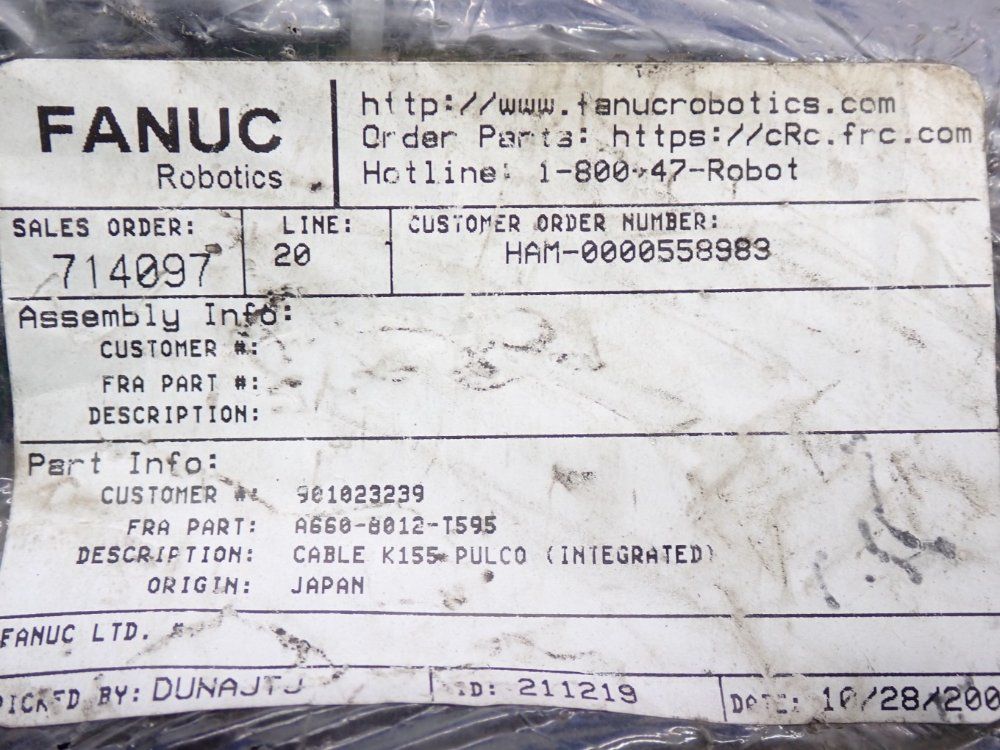 FANUC
Robotics
http://www.fanucrobotics.com
Order Parts: https://cRc.frc.com
Hotline: 1-800-47-Robot
SALES ORDER: LINE: CUSTOMER ORDER NUMBER:
714097 20 HAM-0000558983
Assembly Info:
CUSTOMER #:
FRA PART #:
DESCRIPTION:
Part Info:
CUSTOMER #: 901023239
FRA PART: A660-8012-T595
DESCRIPTION: CABLE K155 PULCO (INTEGRATED)
ORIGIN: JAPAN
FANUC LTD.
PICKED BY: DUNAJTJ ID: 211219 DATE: 10/28/200